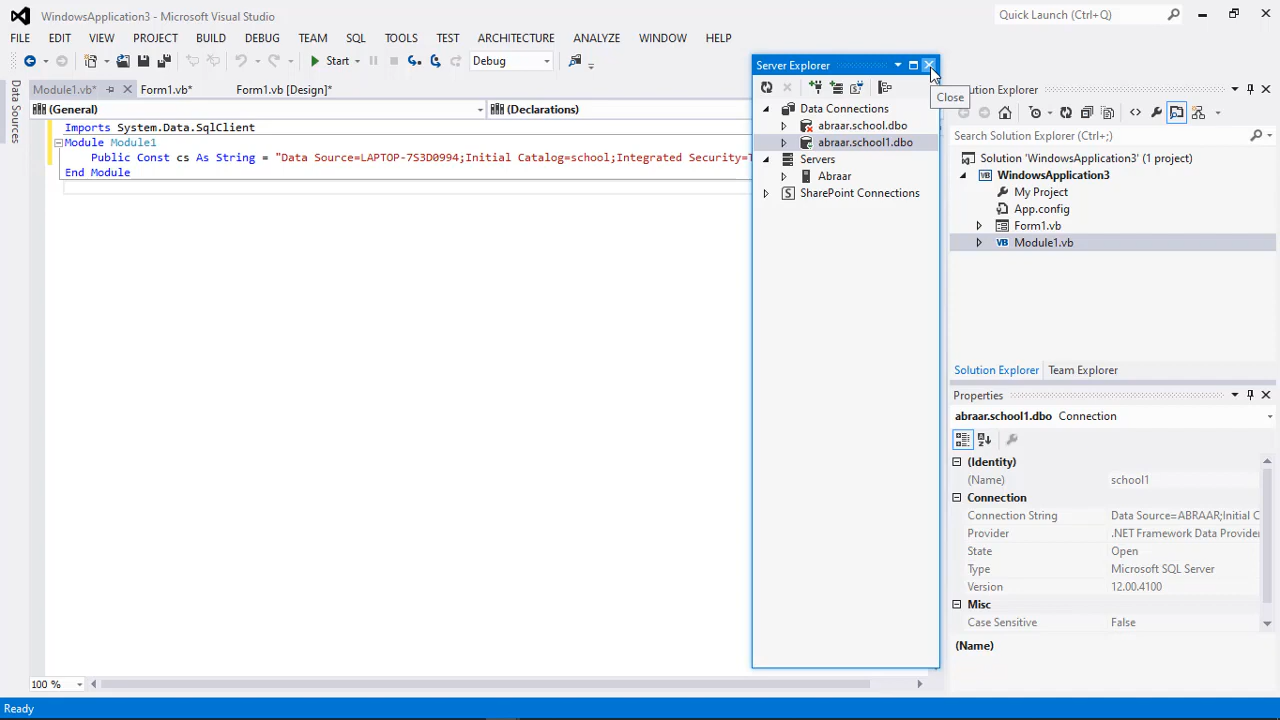 WindowsApplication3 - Microsoft Visual Studio
Quick Launch (Ctrl+Q)
FILE EDIT VIEW PROJECT BUILD DEBUG TEAM SQL TOOLS TEST ARCHITECTURE ANALYZE WINDOW HELP
Start
Debug
Data Sources
Module1.vb*
Form1.vb*
Form1.vb [Design]*
(General)
(Declarations)
Imports System.Data.SqlClient
Module Module1
Public Const cs As String = "Data Source=LAPTOP-7S3D0994;Initial Catalog=school;Integrated Security=
End Module
100 %
Server Explorer
Close
Data Connections
abraar.school.dbo
abraar.school1.dbo
Servers
Abraar
SharePoint Connections
olution Explorer
Search Solution Explorer (Ctrl+;)
Solution 'WindowsApplication3' (1 project)
WindowsApplication3
My Project
App.config
Form1.vb
Module1.vb
Solution Explorer Team Explorer
Properties
abraar.school1.dbo Connection
(Identity)
(Name) school1
Connection
Connection String Data Source=ABRAAR;Initial C
Provider .NET Framework Data Provider
State Open
Type Microsoft SQL Server
Version 12.00.4100
Misc
Case Sensitive False
(Name)
Ready